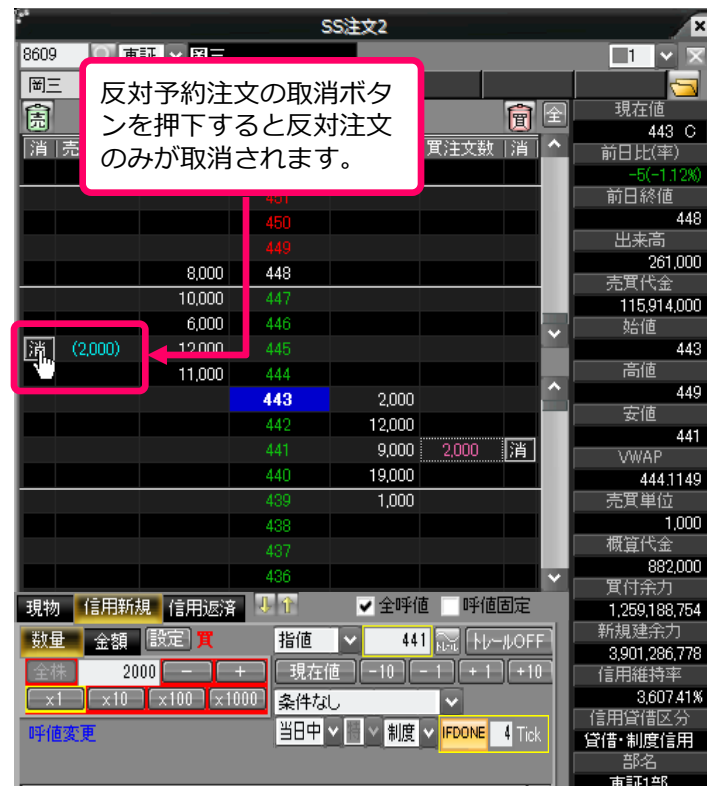 SS注文2
8609 東証
1
岡三
反対予約注文の取消ボタ
ンを押下すると反対注文
のみが取消されます。
売 買 全
消 売 買注文数 消
451
450
449
8,000 448
10,000 447
6,000 446
消 (2,000) 12,000 445
11,000 444
443 2,000
442 12,000
441 9,000 2,000 消
440 19,000
439 1,000
438
437
436
現在値
443 C
前日比(率)
-5(-1.12%)
前日終値
448
出来高
261,000
売買代金
115,914,000
始値
443
高値
449
安値
441
VWAP
444.1149
売買単位
1,000
概算代金
882,000
買付余力
1,259,188,754
新規建余力
3,901,286,778
信用維持率
3,607.41%
信用貸借区分
貸借・制度信用
部名
東証1部
現物 信用新規 信用返済 全呼値 呼値固定
数量 金額 設定 買 指値 441 トレールOFF
全株 2000 - + 現在値 -10 -1 +1 +10
x1 x10 x100 x1000 条件なし
呼値変更 当日中 制度 IFDONE 4 Tick